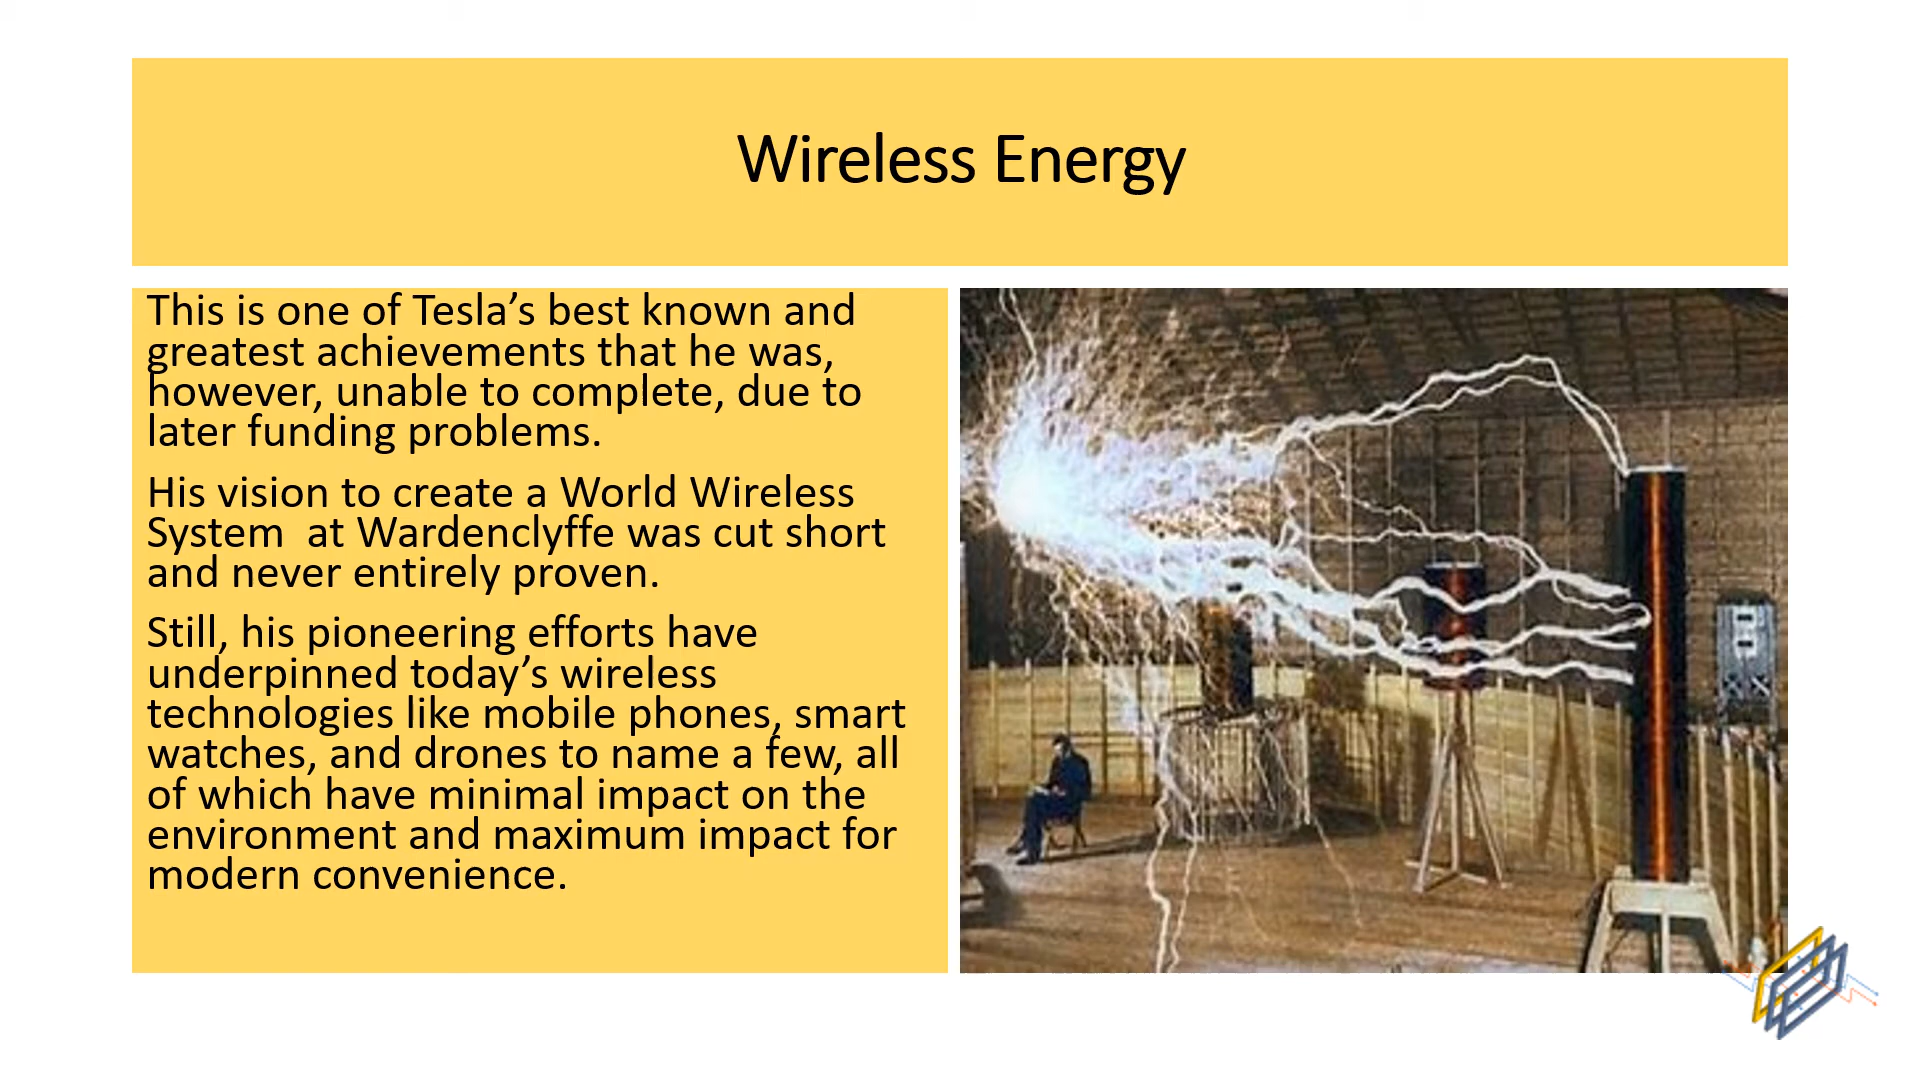 Wireless Energy
This is one of Tesla’s best known and
greatest achievements that he was,
however, unable to complete, due to
later funding problems.
His vision to create a World Wireless
System  at Wardenclyffe was cut short
and never entirely proven.
Still, his pioneering efforts have
underpinned today’s wireless
technologies like mobile phones, smart
watches, and drones to name a few, all
of which have minimal impact on the
environment and maximum impact for
modern convenience.